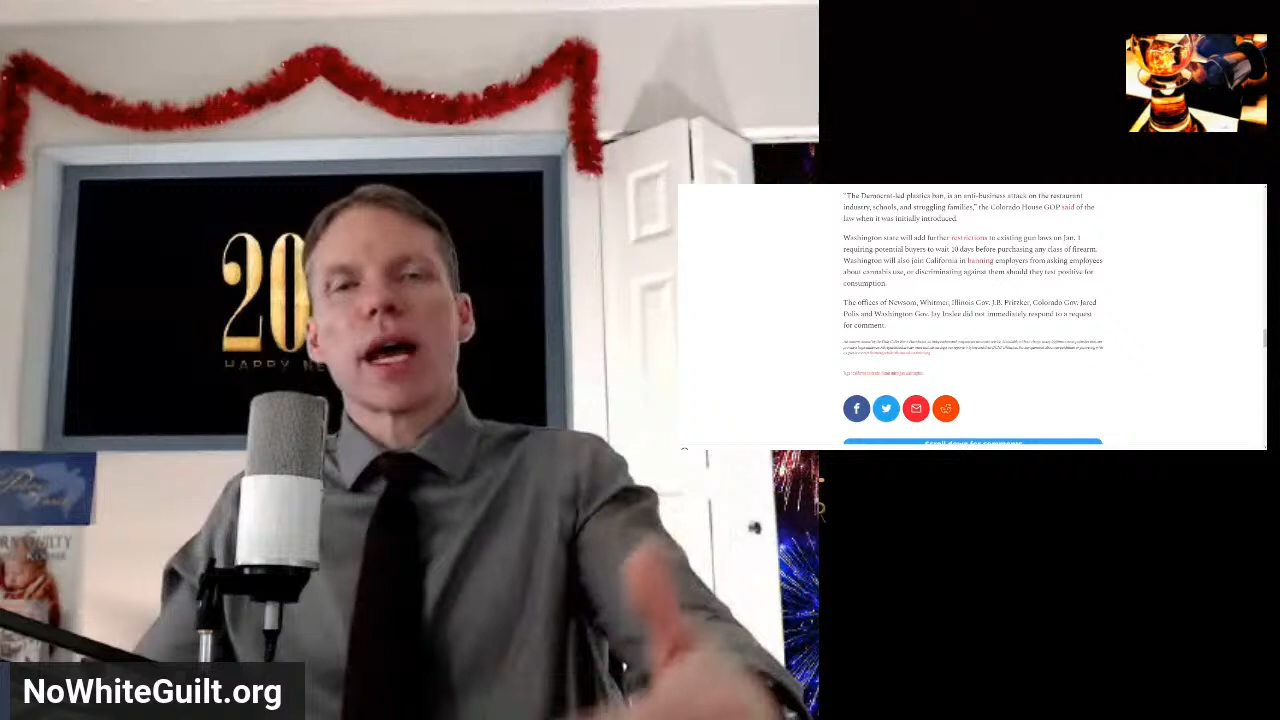 20
HAPPY NE
"The Democrat-led plastics ban, is an anti-business attack on the restaurant
industry, schools, and struggling families," the Colorado House GOP said of the
law when it was initially introduced.
Washington state will add further restrictions to existing gun laws on Jan. 1
requiring potential buyers to wait 10 days before purchasing any class of firearm.
Washington will also join California in banning employers from asking employees
about cannabis use, or discriminating against them should they test positive for
consumption.
The offices of Newsom, Whitmer, Illinois Gov. J.B. Pritzker, Colorado Gov. Jared
Polis and Washington Gov. Jay Inslee did not immediately respond to a request
for comment.
Scroll down for comments
NoWhiteGuilt.org